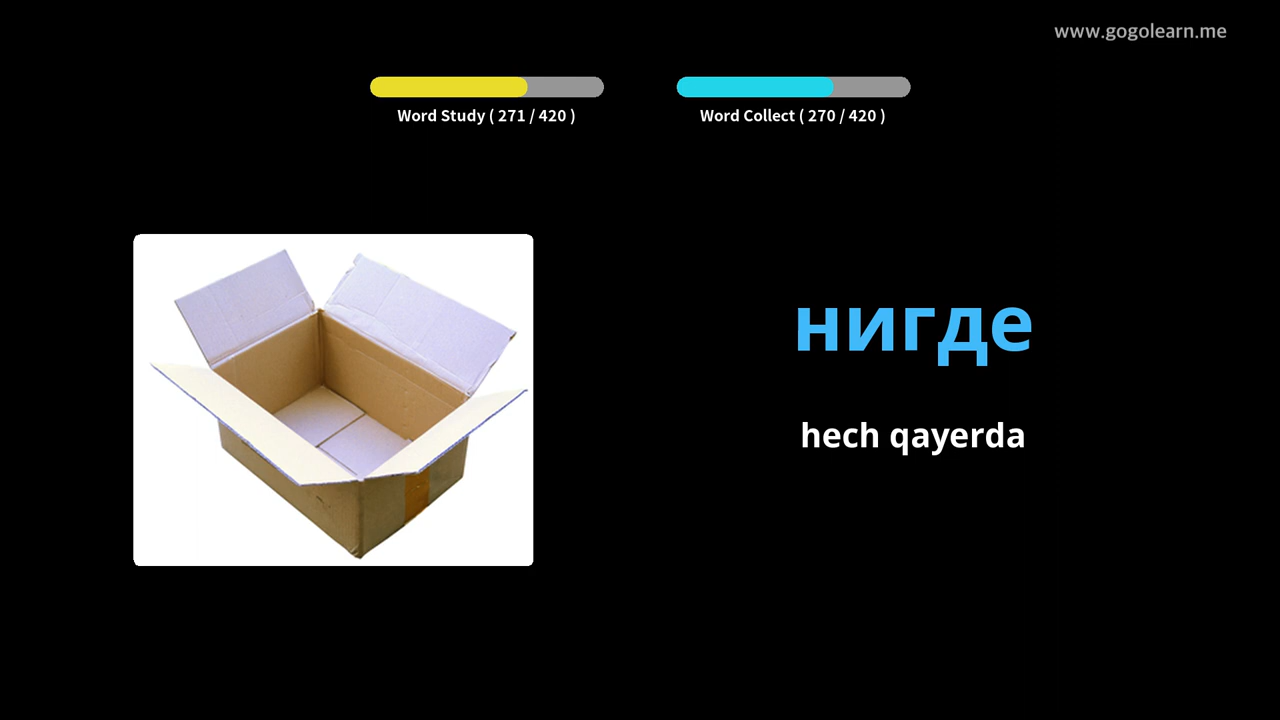 www.gogolearn.me
Word Study ( 271 / 420 )
Word Collect ( 270 / 420 )
нигде
hech qayerda